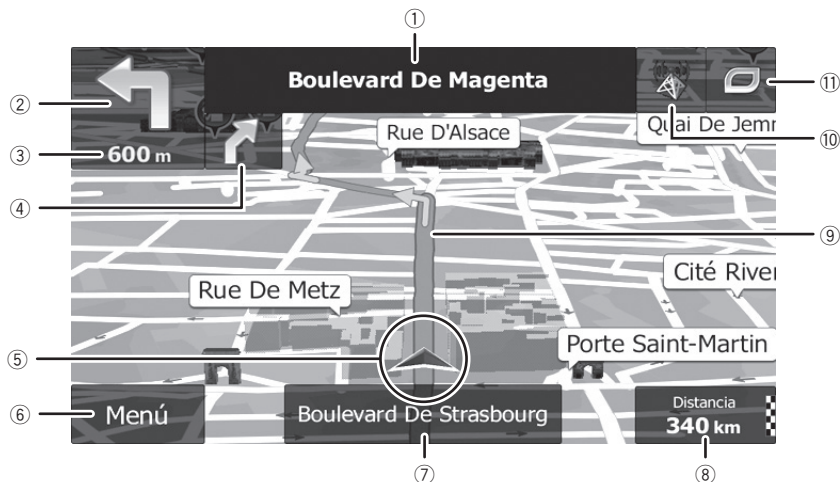 ①
Boulevard De Magenta
②
⑪
Rue D'Alsace
Quai De Jemm
③
600 m
⑩
④
⑨
Cité River
Rue De Metz
⑤
Porte Saint-Martin
⑥
Menú
Boulevard De Strasbourg
Distancia
340 km
⑦
⑧